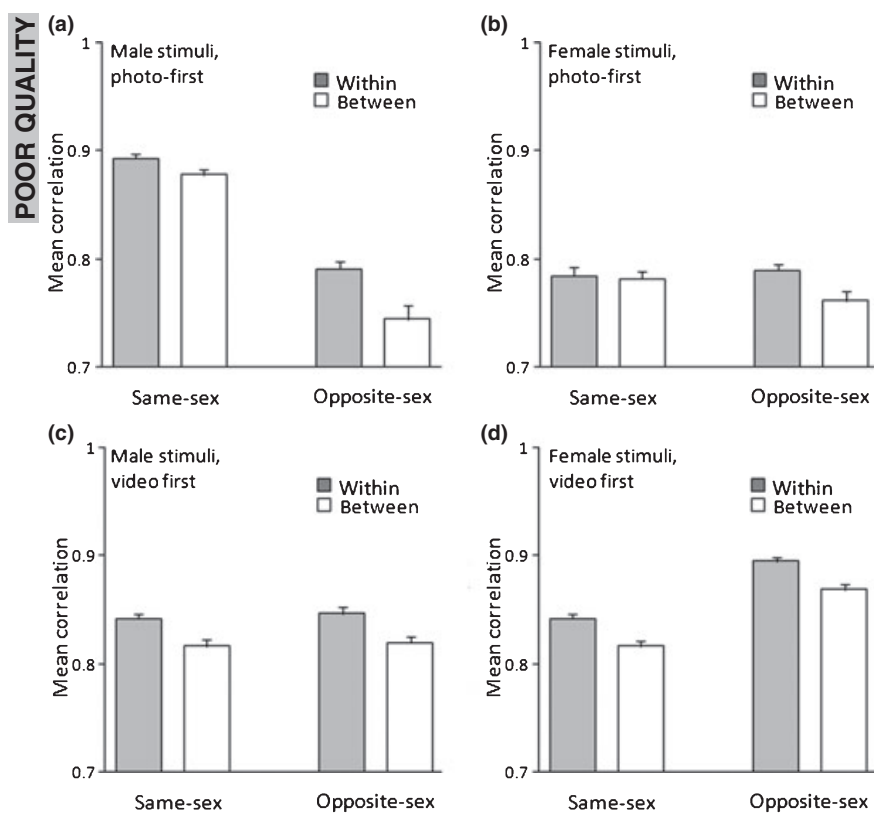 POOR QUALITY
(a)
Male stimuli,
photo-first
Within
Between
Mean correlation
1
0.9
0.8
0.7
Same-sex
Opposite-sex
(b)
Female stimuli,
photo-first
Within
Between
Mean correlation
1
0.9
0.8
0.7
Same-sex
Opposite-sex
(c)
Male stimuli,
video first
Within
Between
Mean correlation
1
0.9
0.8
0.7
Same-sex
Opposite-sex
(d)
Female stimuli,
video first
Within
Between
Mean correlation
1
0.9
0.8
0.7
Same-sex
Opposite-sex